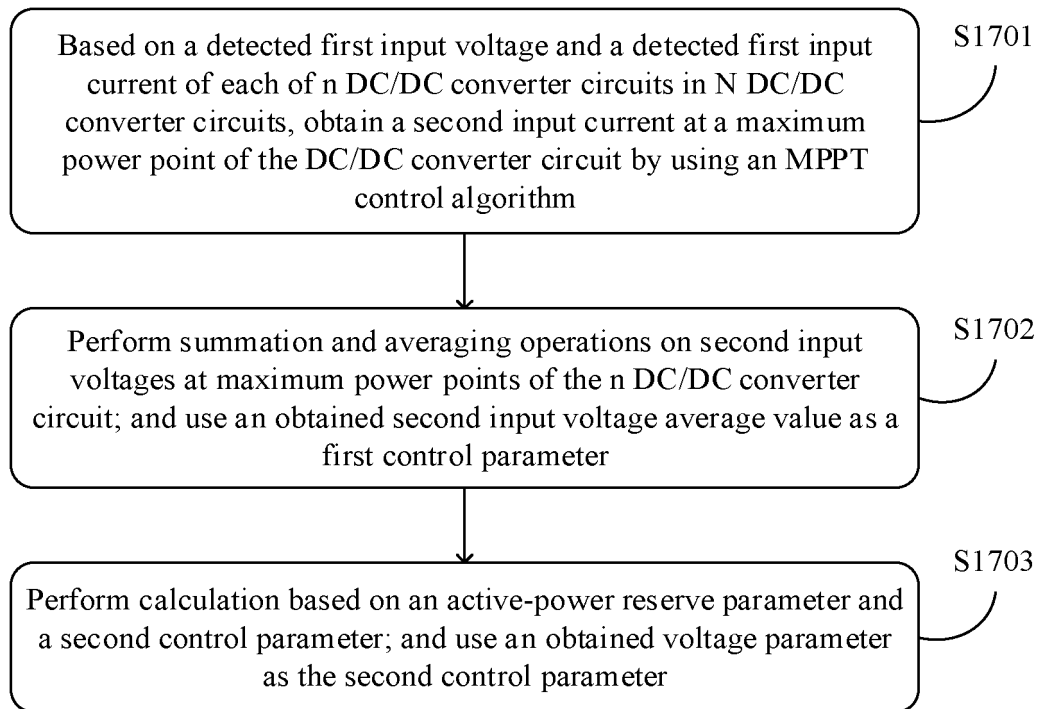 Based on a detected first input voltage and a detected first input
current of each of n DC/DC converter circuits in N DC/DC
converter circuits, obtain a second input current at a maximum
power point of the DC/DC converter circuit by using an MPPT
control algorithm
S1701
Perform summation and averaging operations on second input
voltages at maximum power points of the n DC/DC converter
circuit; and use an obtained second input voltage average value as a
first control parameter
S1702
Perform calculation based on an active-power reserve parameter and
a second control parameter; and use an obtained voltage parameter
as the second control parameter
S1703